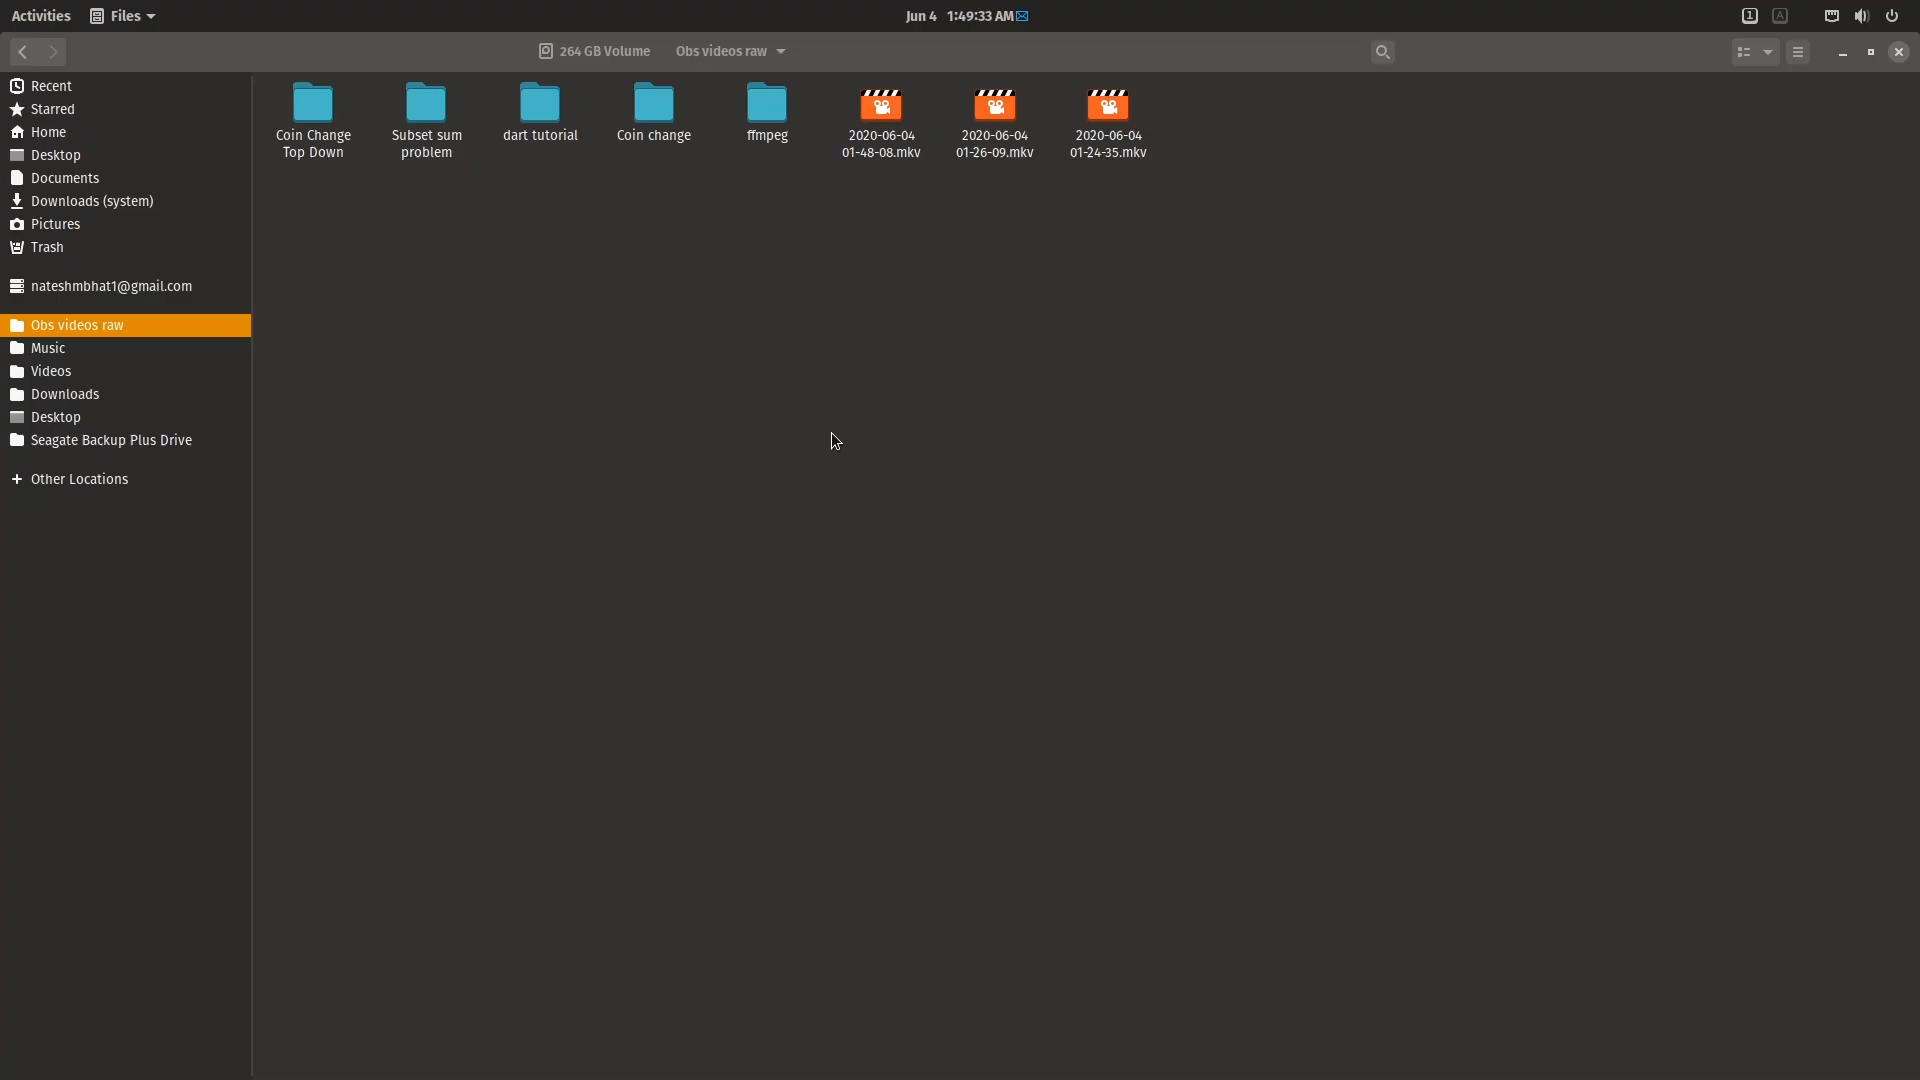 Activities
Files
Jun 4 1:49:33 AM
1
A
264 GB Volume
Obs videos raw
Recent
Starred
Home
Desktop
Documents
Downloads (system)
Pictures
Trash
nateshmbhat1@gmail.com
Obs videos raw
Music
Videos
Downloads
Desktop
Seagate Backup Plus Drive
Other Locations
Coin Change
Top Down
Subset sum
problem
dart tutorial
Coin change
ffmpeg
2020-06-04
01-48-08.mkv
2020-06-04
01-26-09.mkv
2020-06-04
01-24-35.mkv